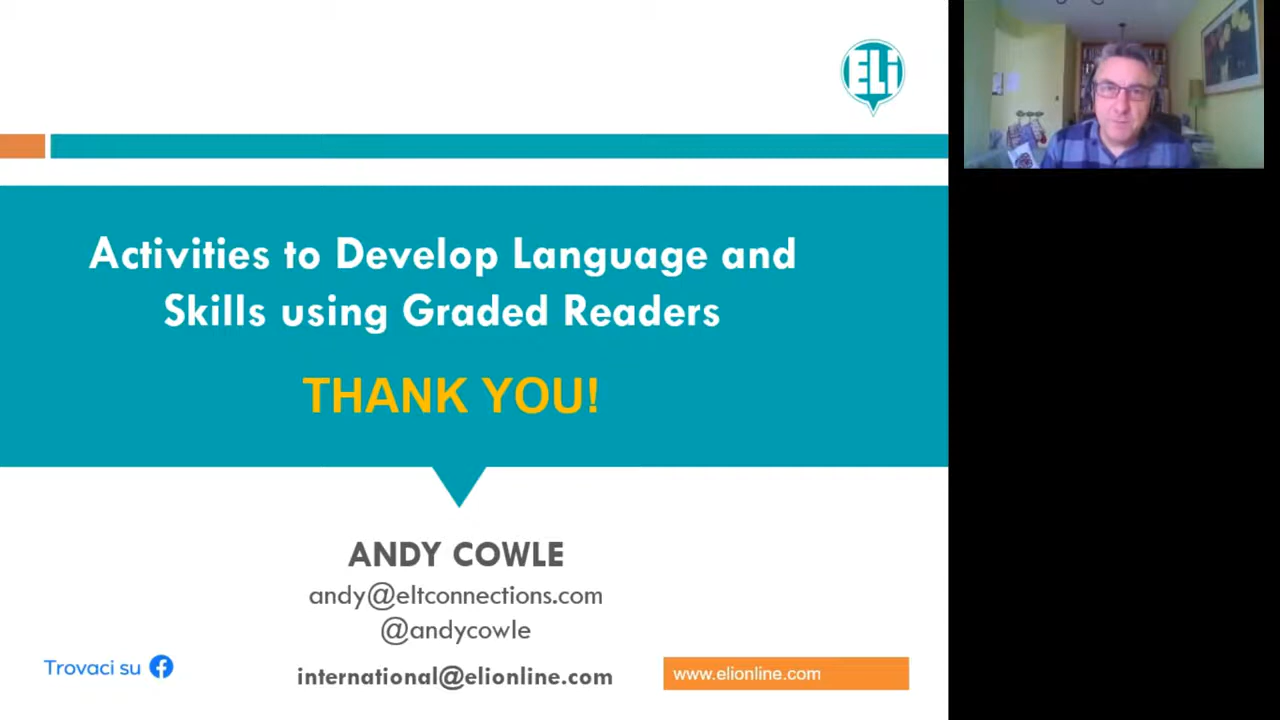 ELi
Activities to Develop Language and
Skills using Graded Readers
THANK YOU!
ANDY COWLE
andy@eltconnections.com
@andycowle
Trovaci su
international@elionline.com
www.elionline.com